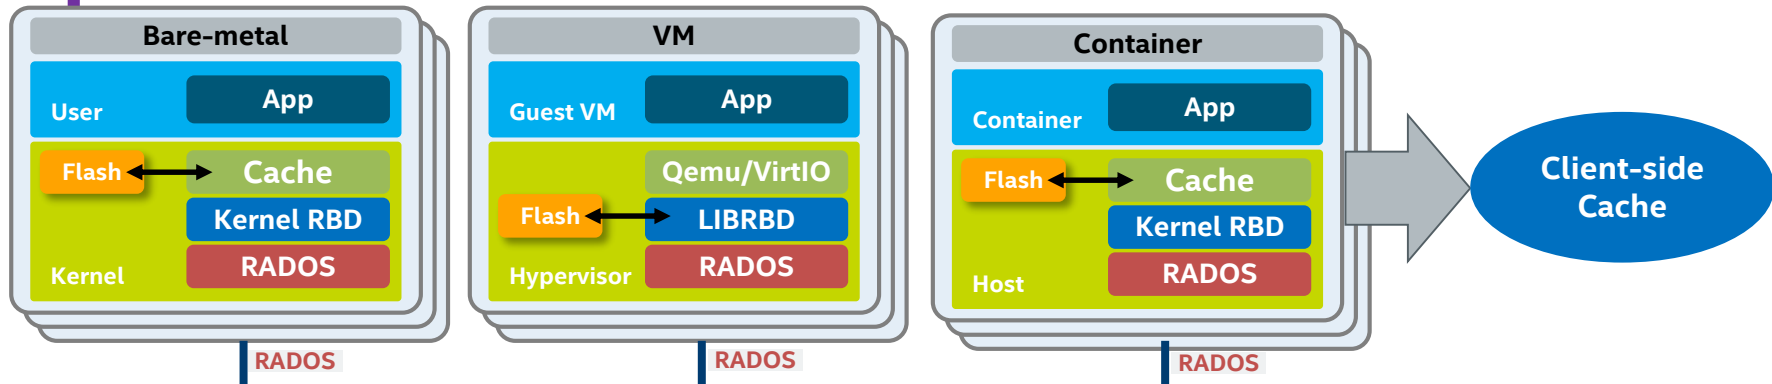 Bare-metal
User
App
Flash
Cache
Kernel RBD
Kernel
RADOS
RADOS
VM
Guest VM
App
Qemu/VirtIO
Flash
LIBRBD
Hypervisor
RADOS
RADOS
Container
Container
App
Flash
Cache
Kernel RBD
Host
RADOS
RADOS
Client-side
Cache